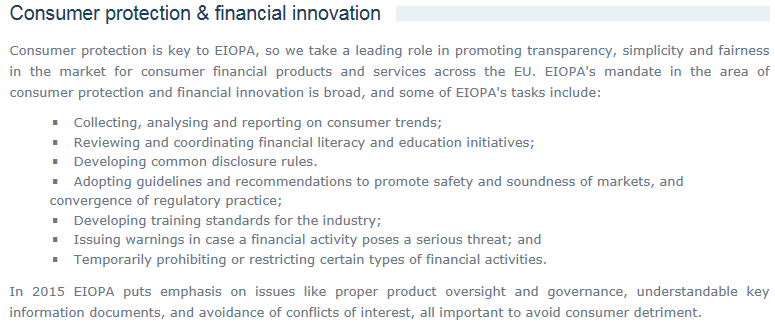 Consumer protection & financial innovation
Consumer protection is key to EIOPA, so we take a leading role in promoting transparency, simplicity and fairness
in the market for consumer financial products and services across the EU. EIOPA's mandate in the area of
consumer protection and financial innovation is broad, and some of EIOPA's tasks include:
▪ Collecting, analysing and reporting on consumer trends;
▪ Reviewing and coordinating financial literacy and education initiatives;
▪ Developing common disclosure rules.
▪ Adopting guidelines and recommendations to promote safety and soundness of markets, and
convergence of regulatory practice;
▪ Developing training standards for the industry;
▪ Issuing warnings in case a financial activity poses a serious threat; and
▪ Temporarily prohibiting or restricting certain types of financial activities.
In 2015 EIOPA puts emphasis on issues like proper product oversight and governance, understandable key
information documents, and avoidance of conflicts of interest, all important to avoid consumer detriment.